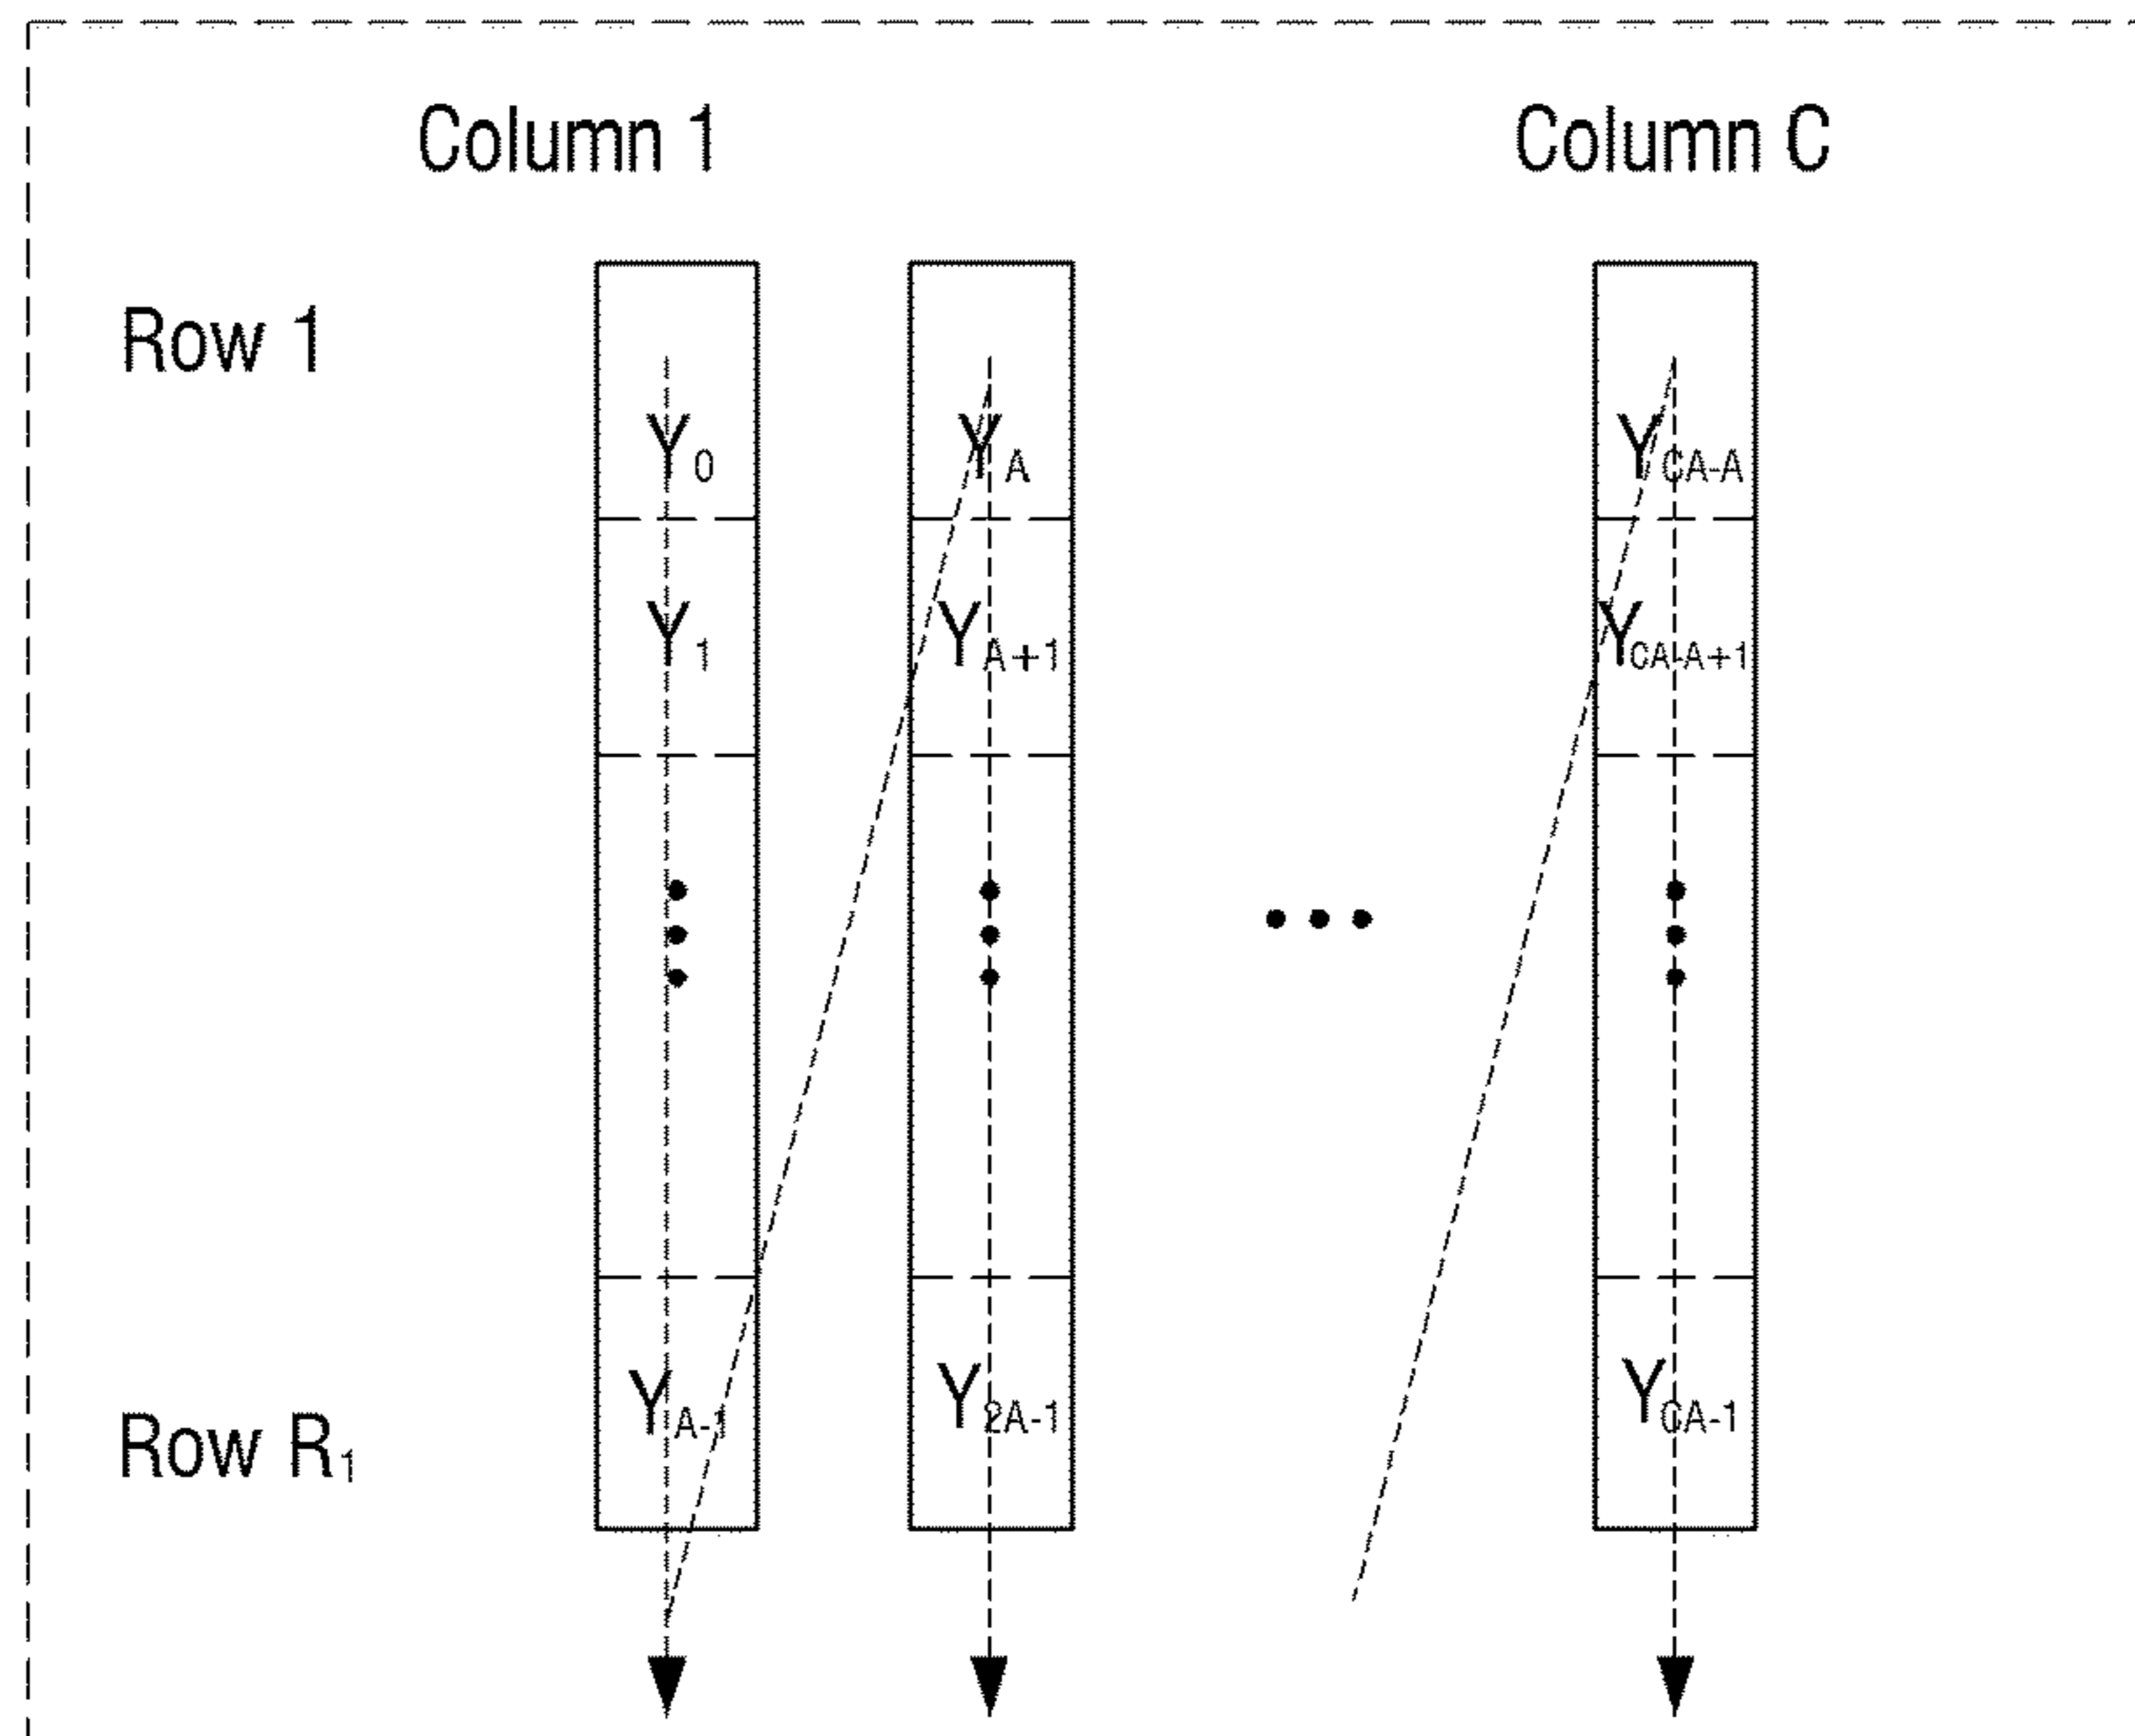 Column 1 Column C
Row 1
Y0 YA YCA-A
Y1 YA+1 YCA-A+1
YA-1 Y2A-1 YCA-1
Row R1